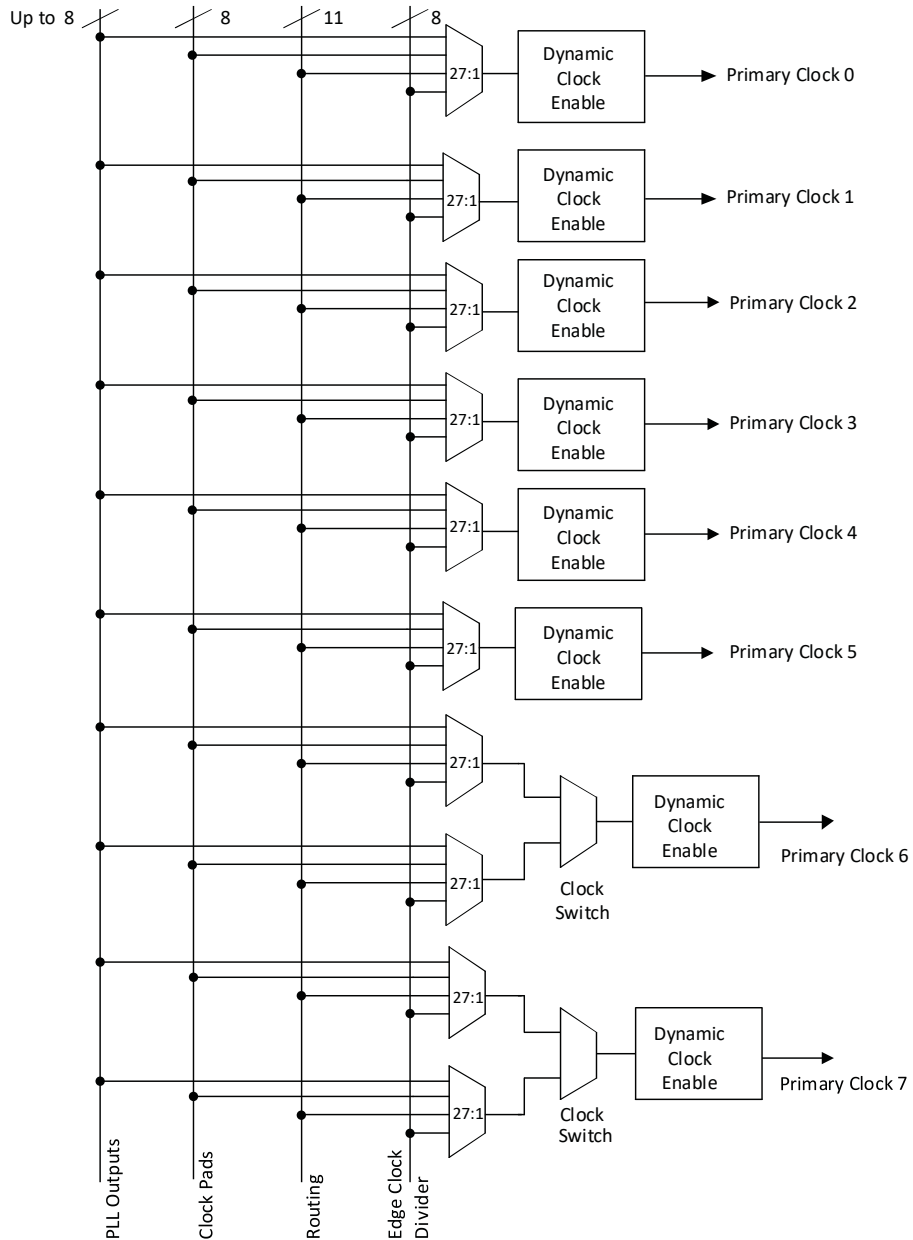 Up to 8
8
11
8
27:1
Dynamic
Clock
Enable
Primary Clock 0
27:1
Dynamic
Clock
Enable
Primary Clock 1
27:1
Dynamic
Clock
Enable
Primary Clock 2
27:1
Dynamic
Clock
Enable
Primary Clock 3
27:1
Dynamic
Clock
Enable
Primary Clock 4
27:1
Dynamic
Clock
Enable
Primary Clock 5
27:1
27:1
Clock
Switch
Dynamic
Clock
Enable
Primary Clock 6
27:1
27:1
Clock
Switch
Dynamic
Clock
Enable
Primary Clock 7
PLL Outputs
Clock Pads
Routing
Edge Clock
Divider